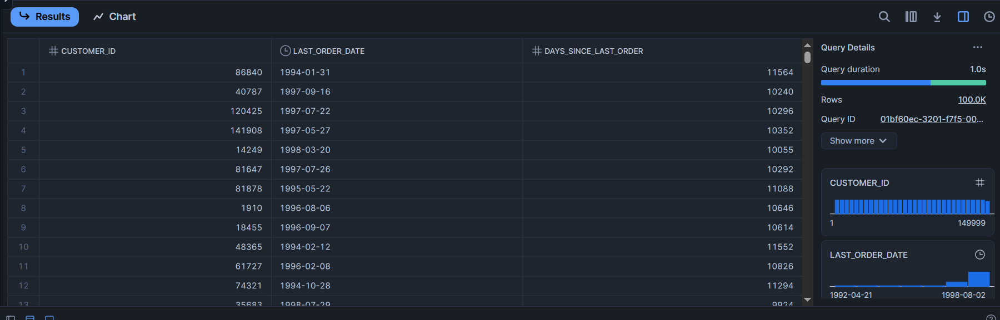 Results Chart
CUSTOMER_ID LAST_ORDER_DATE DAYS_SINCE_LAST_ORDER
1 86840 1994-01-31 11564
2 40787 1997-09-16 10240
3 120425 1997-07-22 10296
4 141908 1997-05-27 10352
5 14249 1998-03-20 10055
6 81647 1997-07-26 10292
7 81878 1995-05-22 11088
8 1910 1996-08-06 10646
9 18455 1996-09-07 10614
10 48365 1994-02-12 11552
11 61727 1996-02-08 10826
12 74321 1994-10-28 11294
13 35683 1998-07-29 9924
Query Details
Query duration 1.0s
Rows 100.0K
Query ID 01bf60ec-3201-f7f5-00...
Show more
CUSTOMER_ID
1 149999
LAST_ORDER_DATE
1992-04-21 1998-08-02